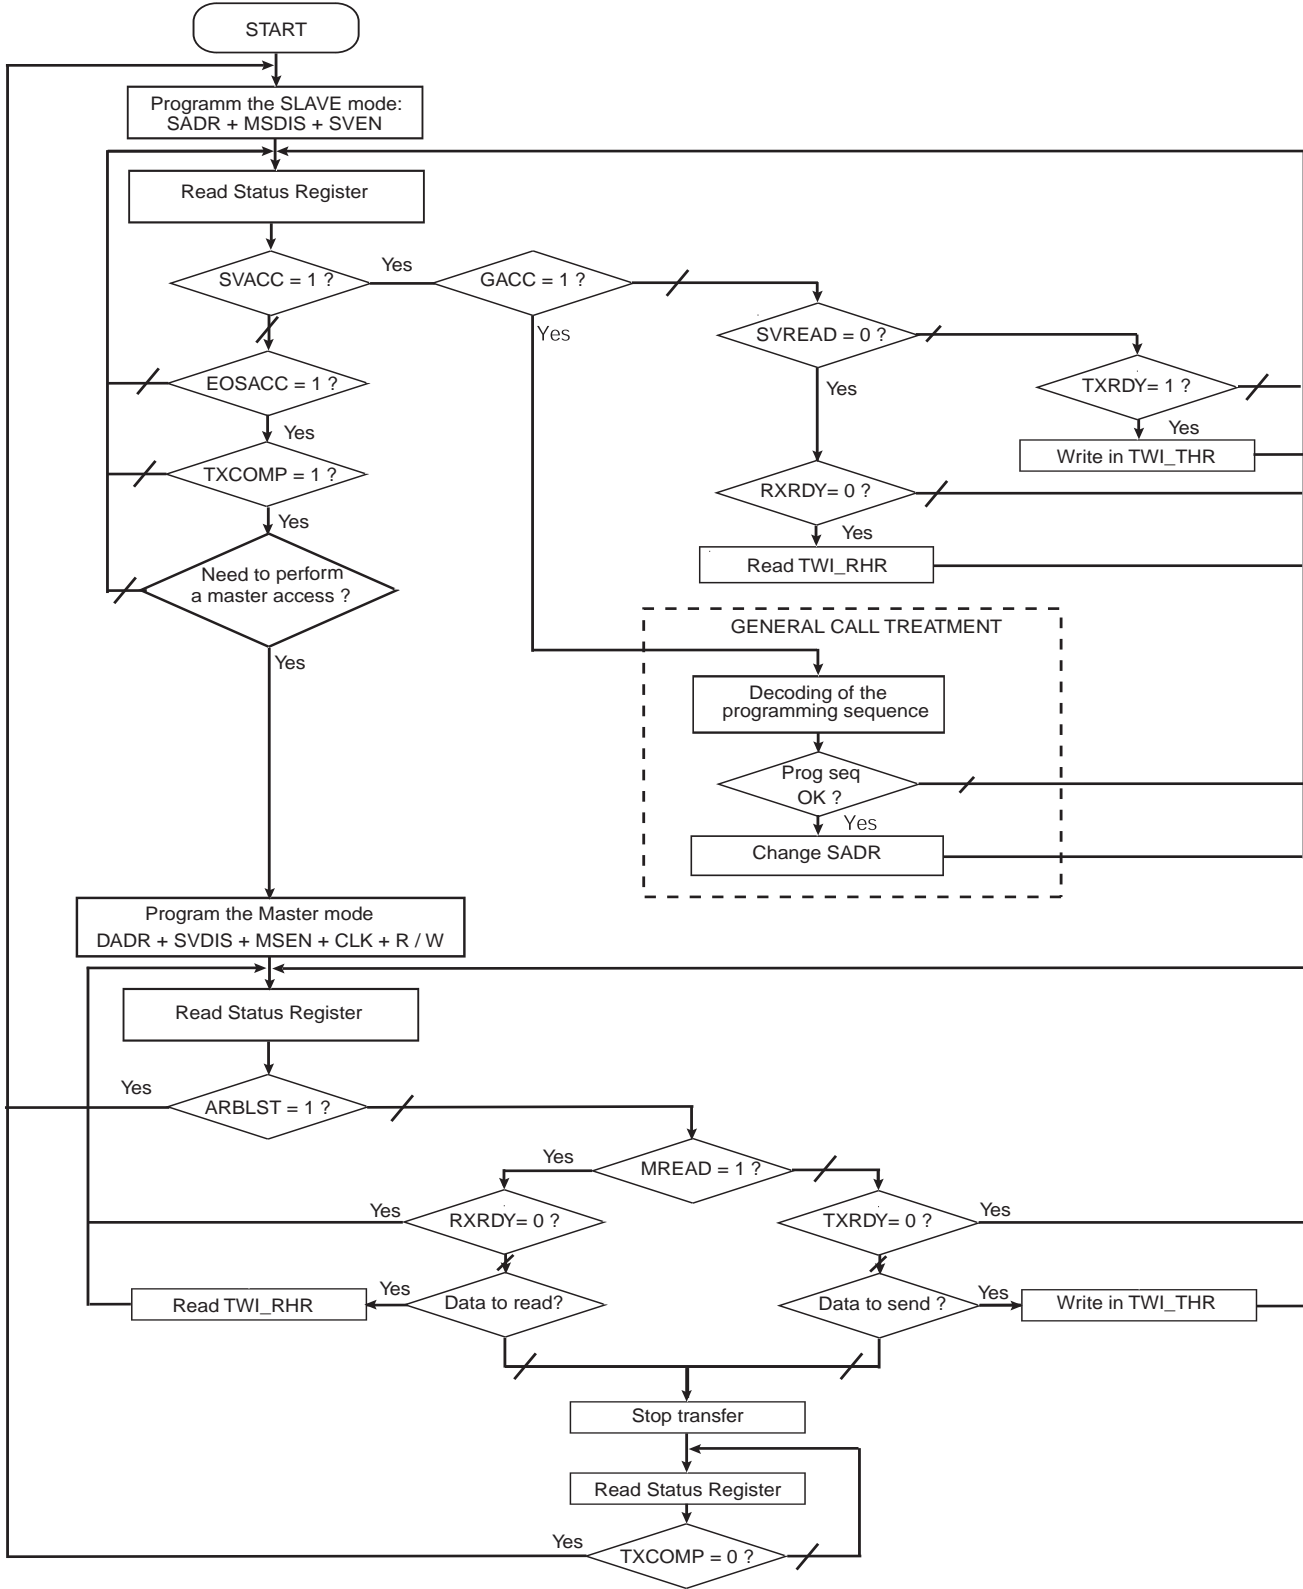 START
Programm the SLAVE mode:
SADR + MSDIS + SVEN
Read Status Register
SVACC = 1 ?
Yes
GACC = 1 ?
Yes
SVREAD = 0 ?
Yes
TXRDY= 1 ?
Yes
Write in TWI_THR
EOSACC = 1 ?
Yes
TXCOMP = 1 ?
Yes
RXRDY= 0 ?
Yes
Read TWI_RHR
Need to perform
a master access ?
Yes
GENERAL CALL TREATMENT
Decoding of the
programming sequence
Prog seq
OK ?
Yes
Change SADR
Program the Master mode
DADR + SVDIS + MSEN + CLK + R / W
Read Status Register
Yes
ARBLST = 1 ?
Yes
MREAD = 1 ?
Yes
RXRDY= 0 ?
TXRDY= 0 ?
Yes
Read TWI_RHR
Yes
Data to read?
Data to send ?
Yes
Write in TWI_THR
Stop transfer
Read Status Register
Yes
TXCOMP = 0 ?